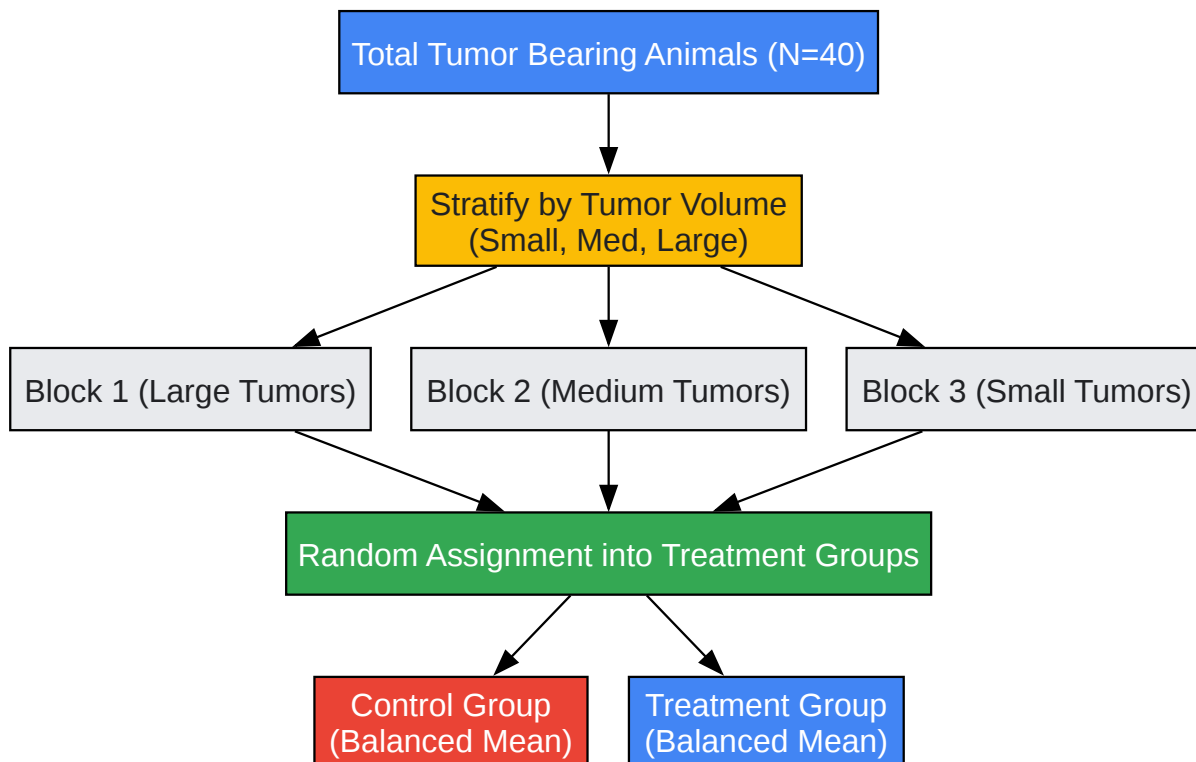 Total Tumor Bearing Animals (N=40)
Stratify by Tumor Volume
(Small, Med, Large)
Block 1 (Large Tumors)
Block 2 (Medium Tumors)
Block 3 (Small Tumors)
Random Assignment into Treatment Groups
Control Group
(Balanced Mean)
Treatment Group
(Balanced Mean)